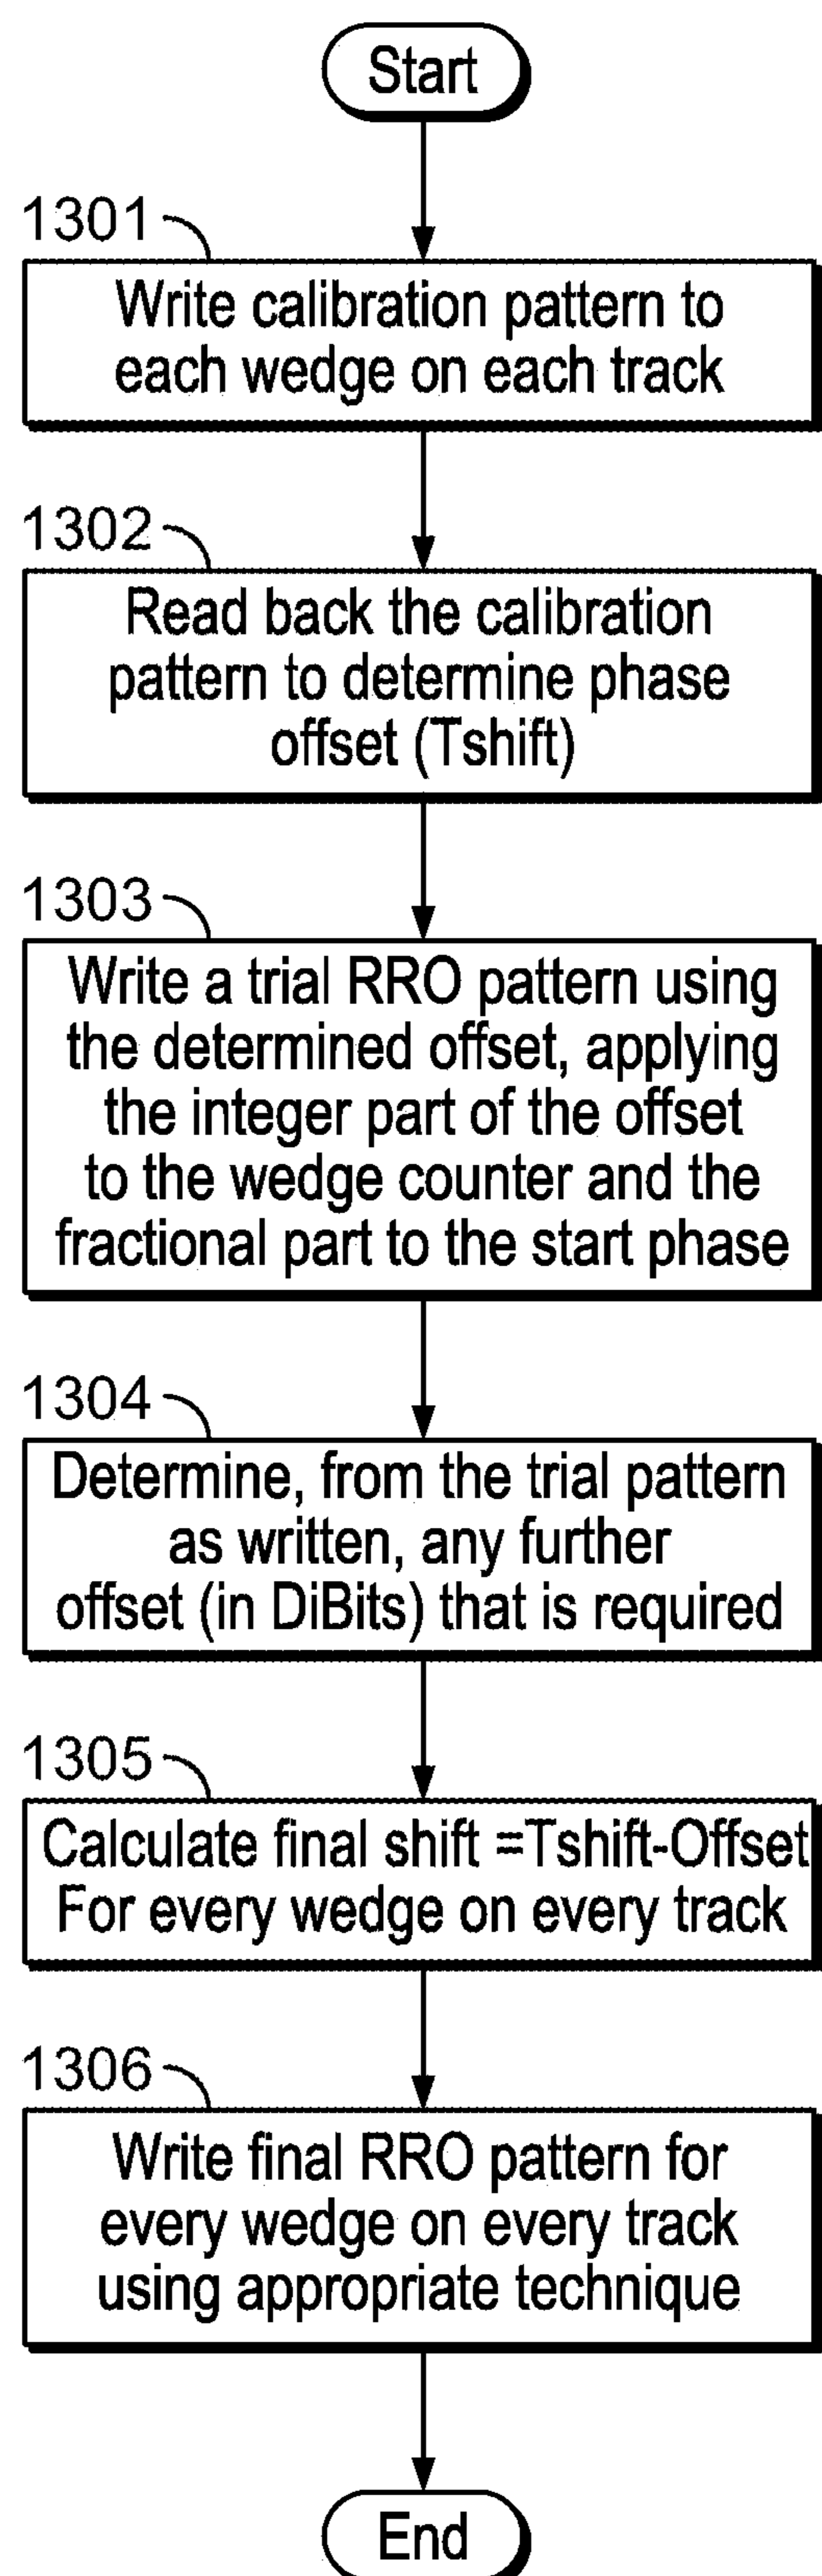 Start
1301
Write calibration pattern to
each wedge on each track
1302
Read back the calibration
pattern to determine phase
offset (Tshift)
1303
Write a trial RRO pattern using
the determined offset, applying
the integer part of the offset
to the wedge counter and the
fractional part to the start phase
1304
Determine, from the trial pattern
as written, any further
offset (in DiBits) that is required
1305
Calculate final shift =Tshift-Offset
For every wedge on every track
1306
Write final RRO pattern for
every wedge on every track
using appropriate technique
End